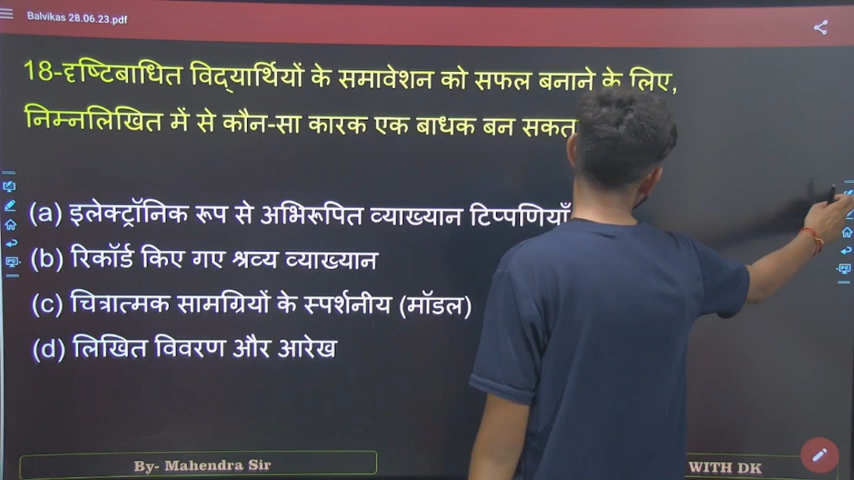 Balvikas 28.06.23.pdf
18-दृष्टिबाधित विद्यार्थियों के समावेशन को सफल बनाने के लिए,
निम्नलिखित में से कौन-सा कारक एक बाधक बन
(a) इलेक्ट्रॉनिक रूप से अभिरूपित व्याख्यान टिप्पणियाँ
(b) रिकॉर्ड किए गए श्रव्य व्याख्यान
(c) चित्रात्मक सामग्रियों के स्पर्शनीय (मॉडल)
(d) लिखित विवरण और आरेख
By- Mahendra Sir
WITH DK